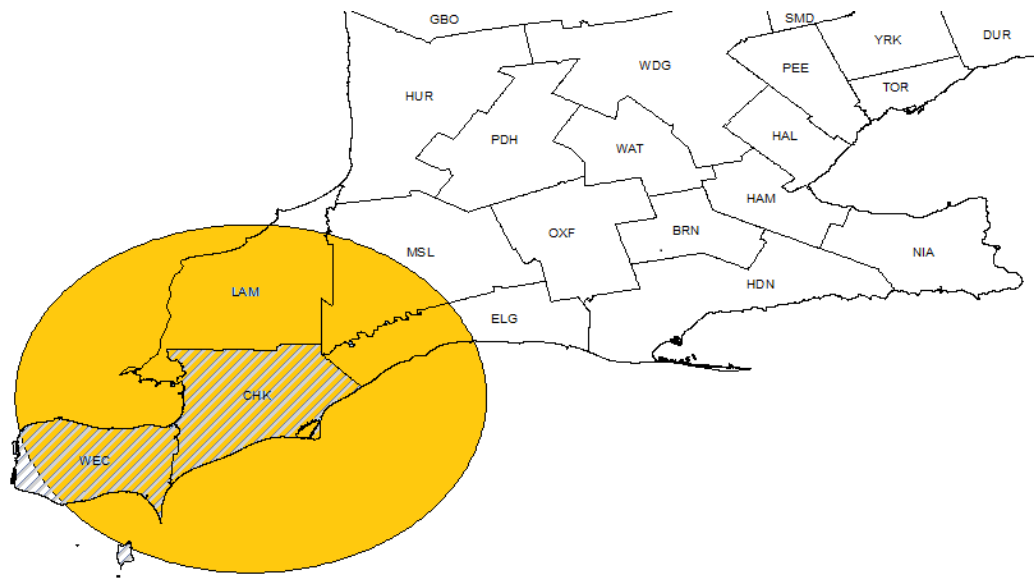 GBO
SMD
YRK
DUR
WDG
PEE
HUR
TOR
PDH
WAT
HAL
HAM
OXF
BRN
MSL
NIA
HDN
LAM
ELG
CHK
WEC